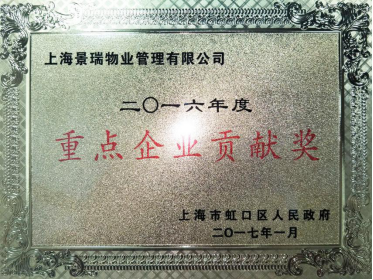 上海景瑞物业管理有限公司
二〇一六年度
重点企业贡献奖
上海市虹口区人民政府
二〇一七年一月